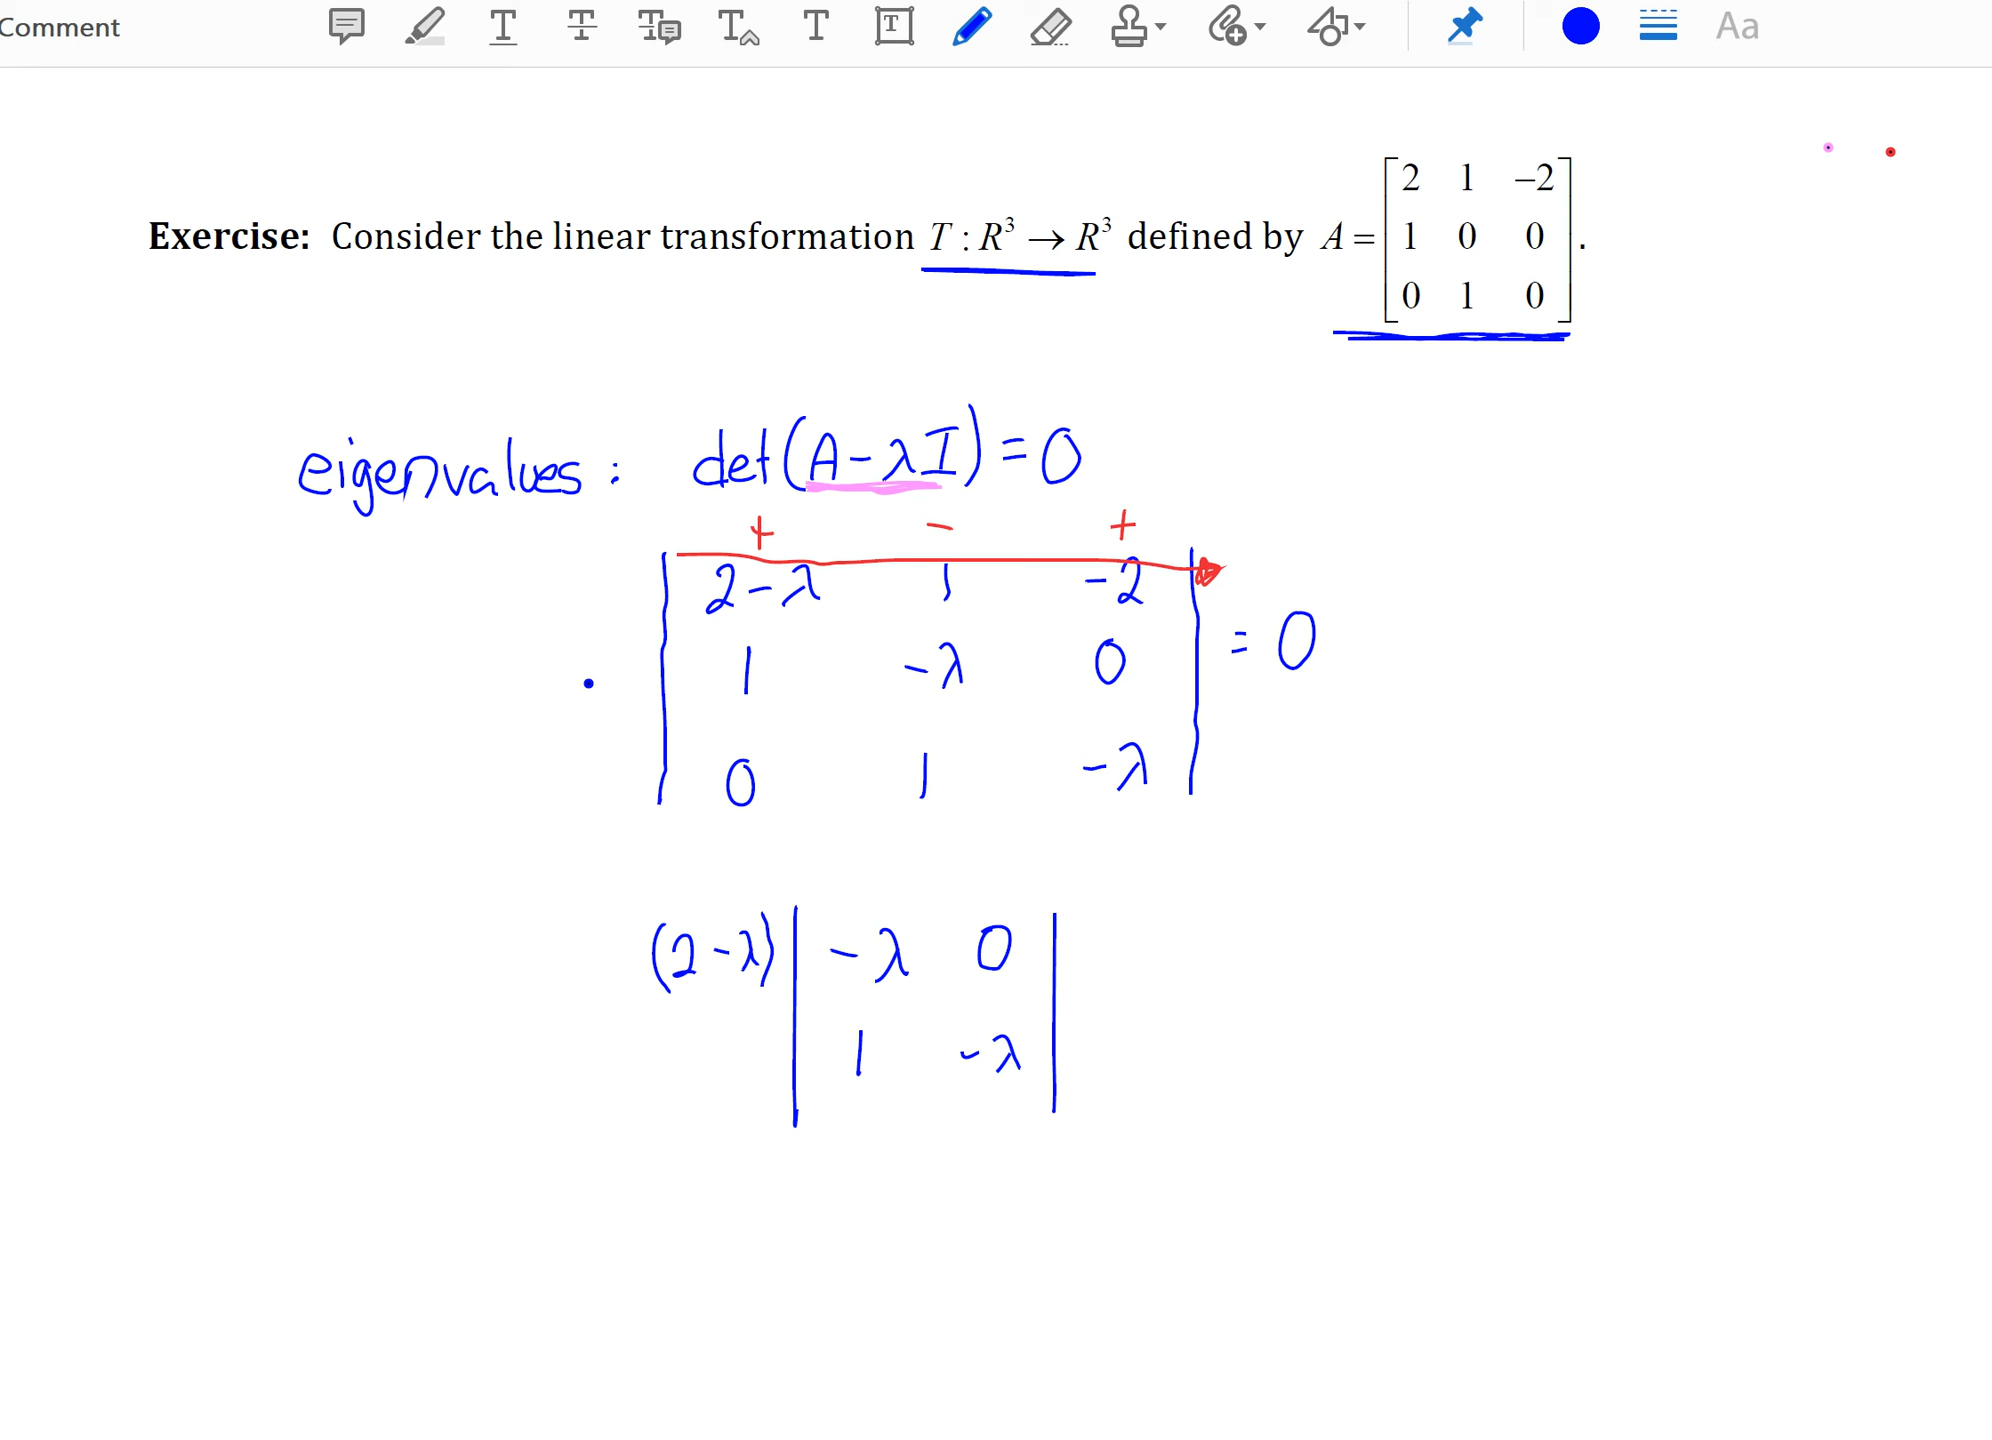 Comment
Aa
Exercise: Consider the linear transformation T : R³ → R³ defined by A = [2 1 −2
1 0 0
0 1 0].
eigenvalues: det(A − λI) = 0
+ − +
| 2 − λ 1 −2 |
| 1 −λ 0 | = 0
| 0 1 −λ |
(2 − λ) | −λ 0 |
| 1 −λ |